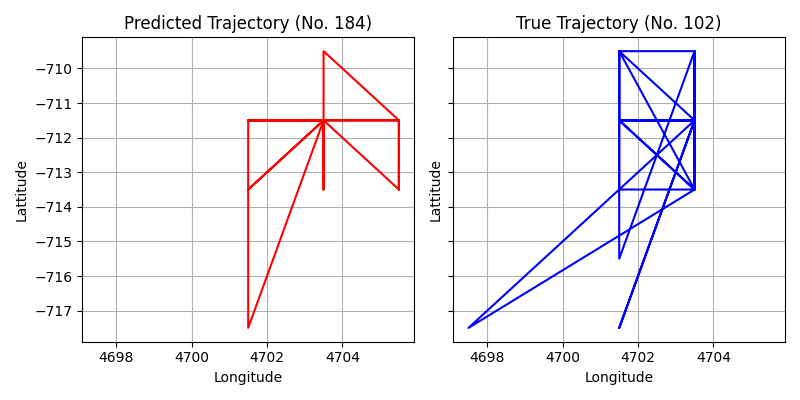 Predicted Trajectory (No. 184)
True Trajectory (No. 102)
Lattitude
−710
−711
−712
−713
−714
−715
−716
−717
4698
4700
4702
4704
Longitude
Lattitude
4698
4700
4702
4704
Longitude